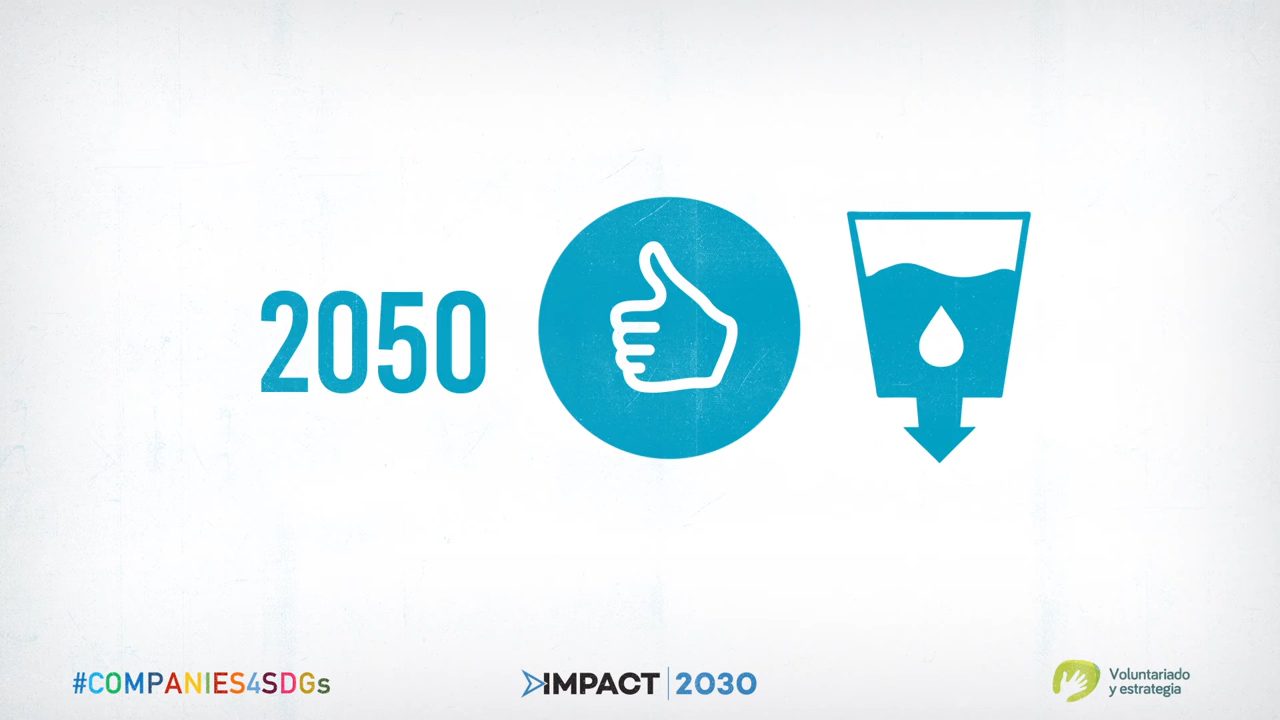 2050
#COMPANIES4SDGs
IMPACT 2030
Voluntariado
y estrategia